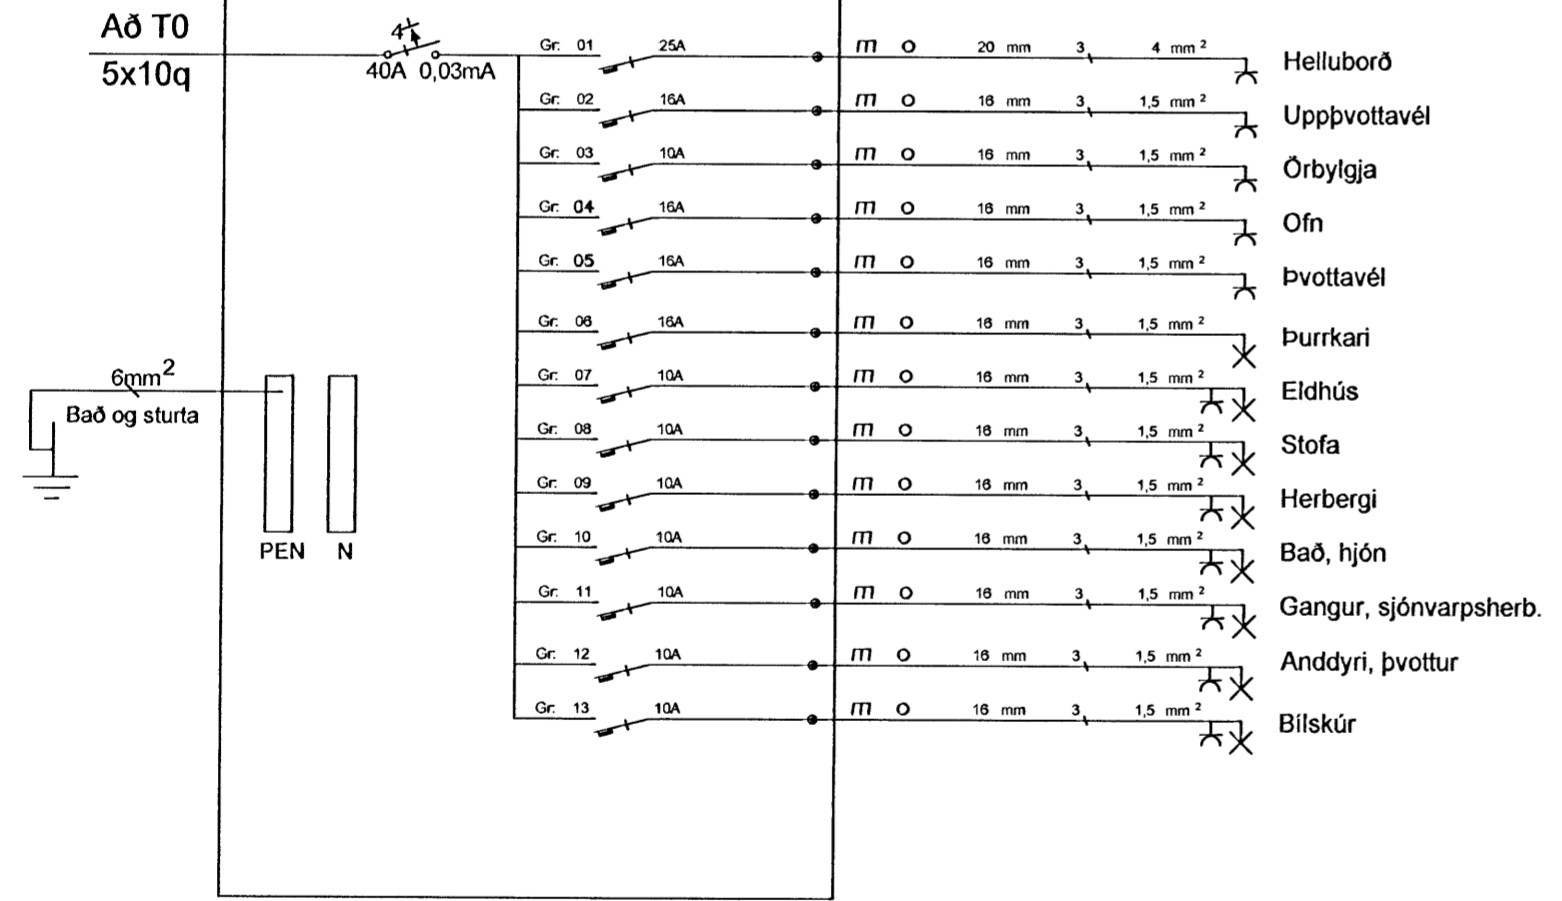 Að T0
5x10q
4
40A 0,03mA
Gr. 01 25A m O 20 mm 3 4 mm 2 Helluborð
Gr. 02 16A m O 16 mm 3 1,5 mm 2 Uppþvottavél
Gr. 03 10A m O 16 mm 3 1,5 mm 2 Örbylgja
Gr. 04 16A m O 16 mm 3 1,5 mm 2 Ofn
Gr. 05 16A m O 16 mm 3 1,5 mm 2 Þvottavél
Gr. 06 16A m O 16 mm 3 1,5 mm 2 Þurrkari
Gr. 07 10A m O 16 mm 3 1,5 mm 2 Eldhús
Gr. 08 10A m O 16 mm 3 1,5 mm 2 Stofa
Gr. 09 10A m O 16 mm 3 1,5 mm 2 Herbergi
Gr. 10 10A m O 16 mm 3 1,5 mm 2 Bað, hjón
Gr. 11 10A m O 16 mm 3 1,5 mm 2 Gangur, sjónvarpsherb.
Gr. 12 10A m O 16 mm 3 1,5 mm 2 Anddyri, þvottur
Gr. 13 10A m O 16 mm 3 1,5 mm 2 Bílskúr
6mm2
Bað og sturta
PEN N